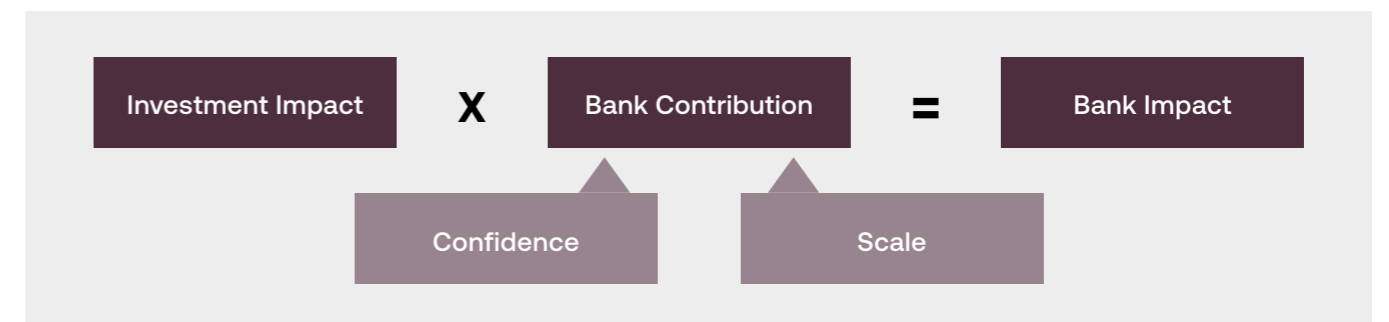 Investment Impact X Bank Contribution = Bank Impact
Confidence Scale